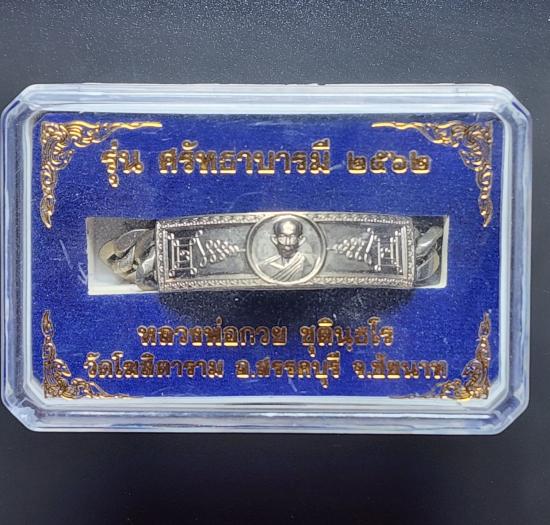 รุ่น ศรัทธาบารมี ๒๕๖๒
หลวงพ่อกวย ชุตินฺธโร
วัดโฆสิตาราม อ.สรรคบุรี จ.ชัยนาท